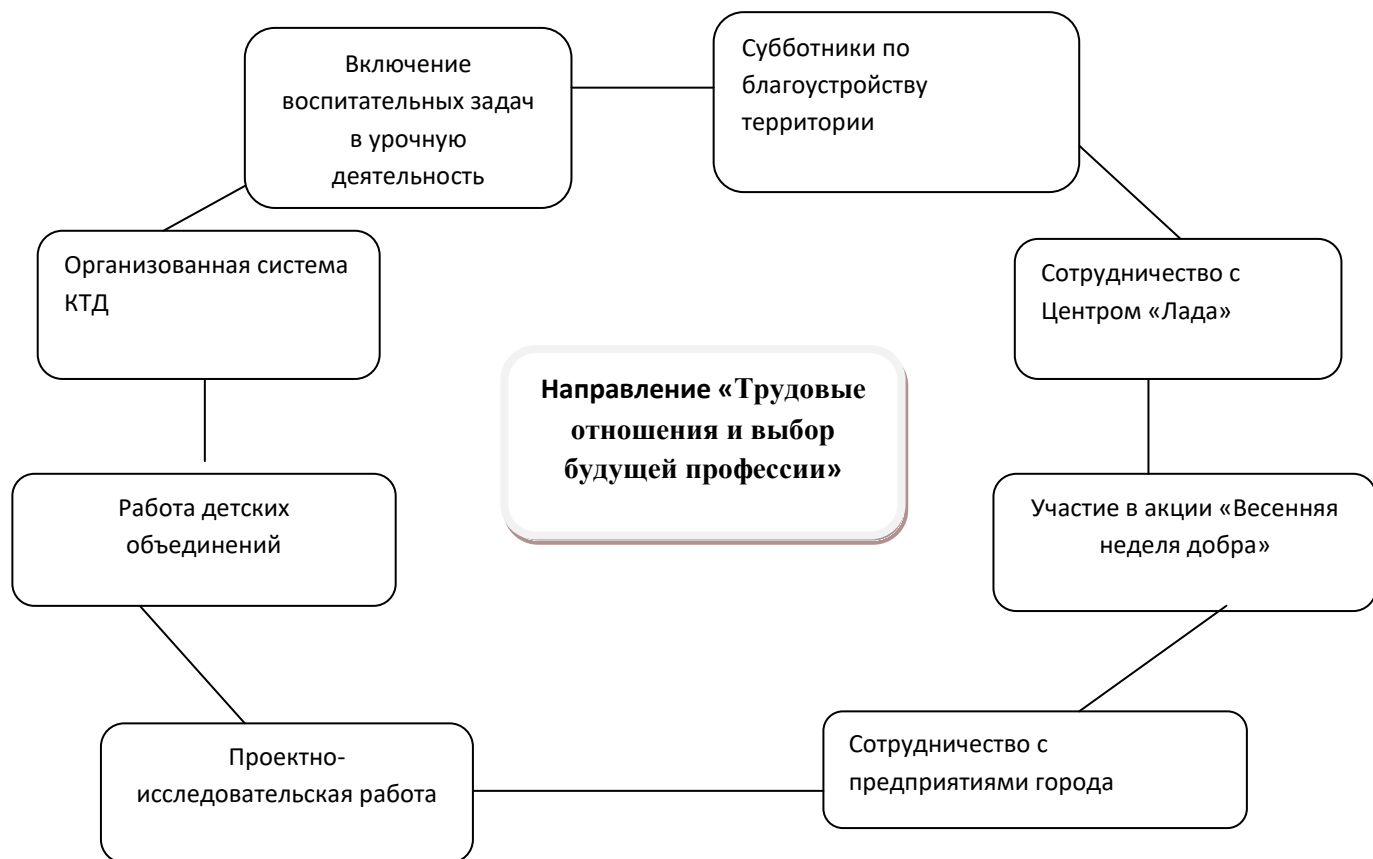 Включение
воспитательных задач
в урочную
деятельность
Субботники по
благоустройству
территории
Организованная система
КТД
Сотрудничество с
Центром «Лада»
Направление «Трудовые
отношения и выбор
будущей профессии»
Работа детских
объединений
Участие в акции «Весенняя
неделя добра»
Проектно-
исследовательская работа
Сотрудничество с
предприятиями города